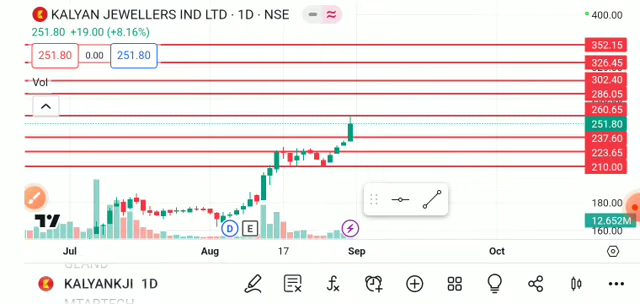 KALYAN JEWELLERS IND LTD · 1D · NSE
251.80 +19.00 (+8.16%)
251.80 0.00 251.80
Vol
400.00
352.15
326.45
302.40
286.05
260.65
251.80
237.60
223.65
210.00
180.00
12.652M
160.00
D E
Jul Aug 17 Sep Oct
KALYANKJI 1D
MTARTECH